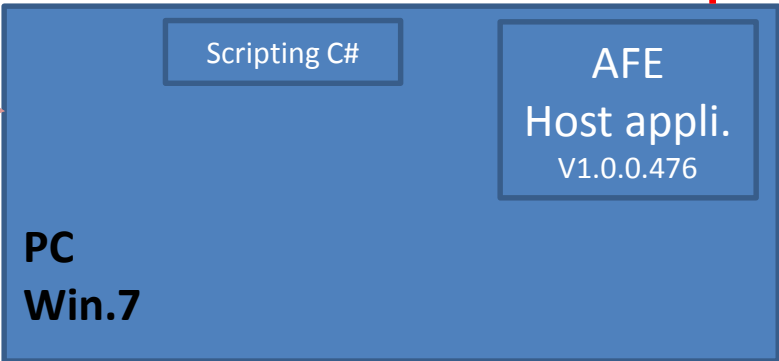 Scripting C#
AFE
Host appli.
V1.0.0.476
PC
Win.7